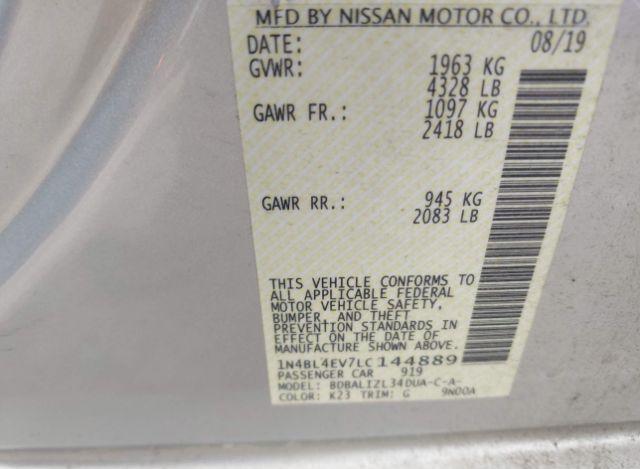 MFD BY NISSAN MOTOR CO., LTD.
DATE: 08/19
GVWR: 1963 KG
4328 LB
GAWR FR.: 1097 KG
2418 LB
GAWR RR.: 945 KG
2083 LB
THIS VEHICLE CONFORMS TO
ALL APPLICABLE FEDERAL
MOTOR VEHICLE SAFETY,
BUMPER, AND THEFT
PREVENTION STANDARDS IN
EFFECT ON THE DATE OF
MANUFACTURE SHOWN ABOVE.
1N4BL4EV7LC144889
PASSENGER CAR 919
MODEL: BDBALIZL34DUA-C-A-
COLOR: K23 TRIM: G 9N00A